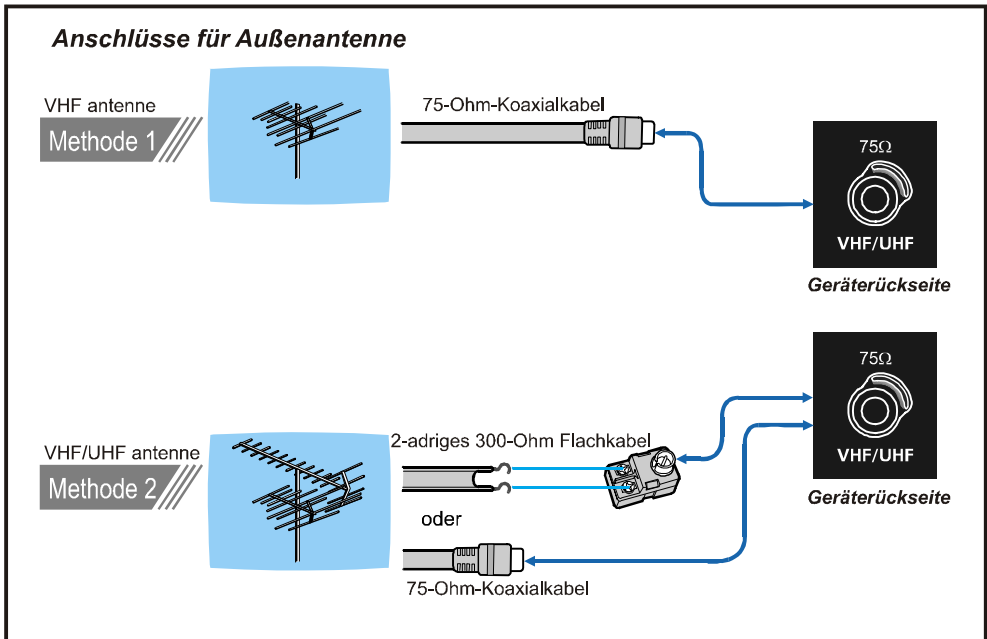 Anschlüsse für Außenantenne
VHF antenne
Methode 1
75-Ohm-Koaxialkabel
75Ω
VHF/UHF
Geräterückseite
VHF/UHF antenne
Methode 2
2-adriges 300-Ohm Flachkabel
oder
75-Ohm-Koaxialkabel
75Ω
VHF/UHF
Geräterückseite